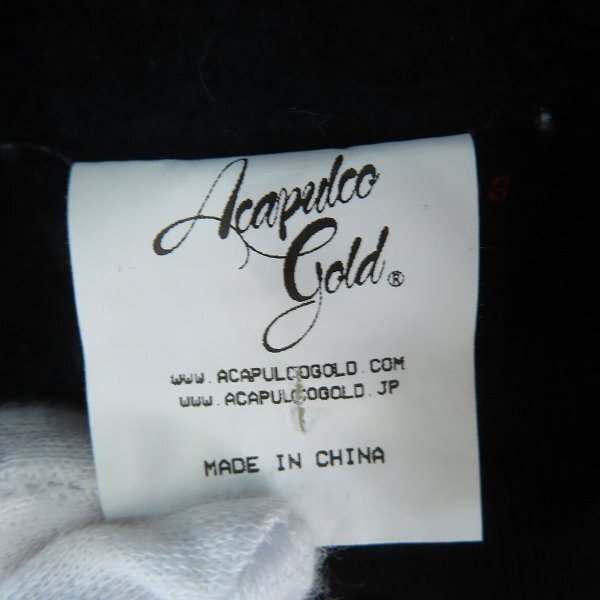 Acapulco
Gold®
WWW.ACAPULCOGOLD.COM
WWW.ACAPULCOGOLD.JP
MADE IN CHINA